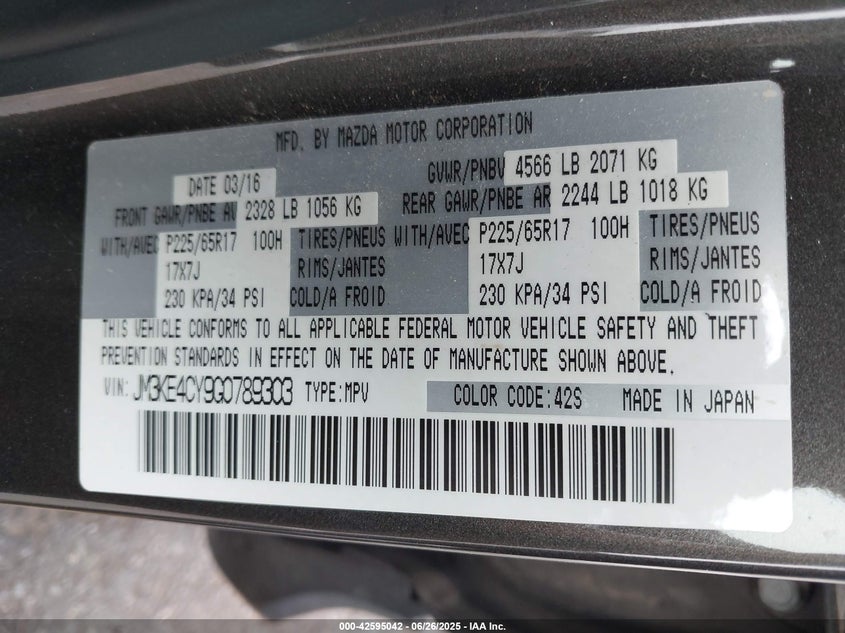 MFD. BY MAZDA MOTOR CORPORATION
DATE 03/16 GVWR/PNBV 4566 LB 2071 KG
FRONT GAWR/PNBE AV 2328 LB 1056 KG REAR GAWR/PNBE AR 2244 LB 1018 KG
WITH/AVEC P225/65R17 100H TIRES/PNEUS WITH/AVEC P225/65R17 100H TIRES/PNEUS
17X7J RIMS/JANTES 17X7J RIMS/JANTES
230 KPA/34 PSI COLD/A FROID 230 KPA/34 PSI COLD/A FROID
THIS VEHICLE CONFORMS TO ALL APPLICABLE FEDERAL MOTOR VEHICLE SAFETY AND THEFT
PREVENTION STANDARDS IN EFFECT ON THE DATE OF MANUFACTURE SHOWN ABOVE.
VIN: JM3KE4CY9G0789303 TYPE:MPV COLOR CODE:42S MADE IN JAPAN
000-42595042 / 06/26/2025 - IAA Inc.